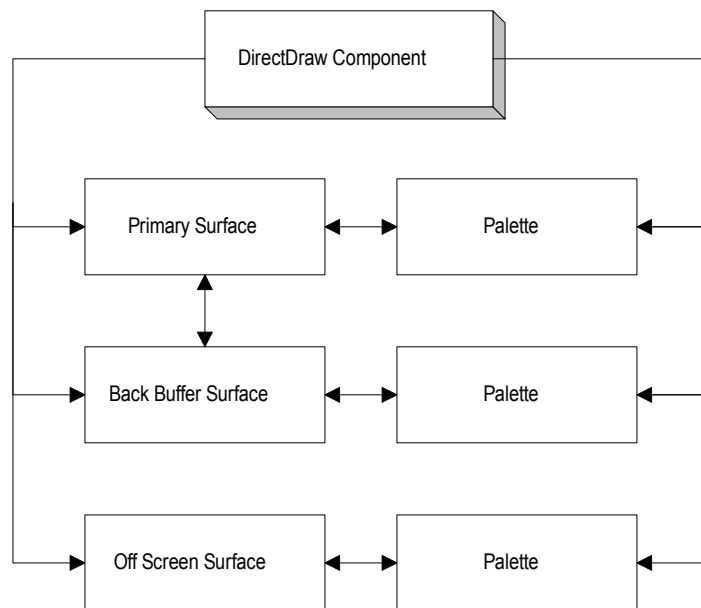 DirectDraw Component
Primary Surface
Palette
Back Buffer Surface
Palette
Off Screen Surface
Palette